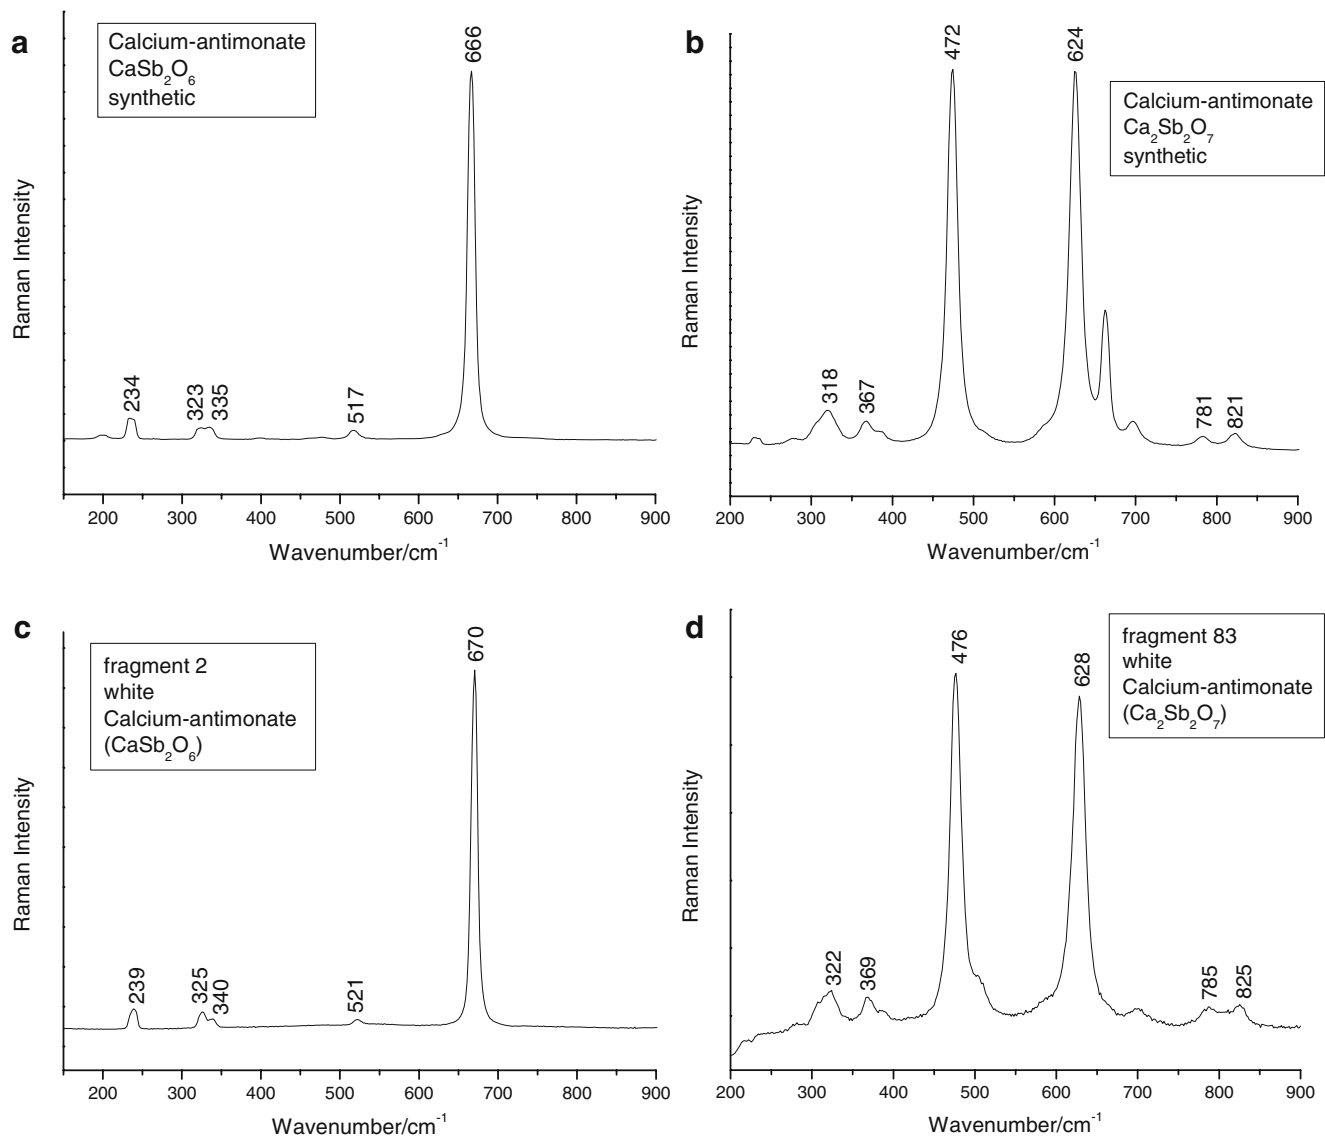 a
Calcium-antimonate
CaSb₂O₆
synthetic
234
323
335
517
666
Raman Intensity
200 300 400 500 600 700 800 900
Wavenumber/cm⁻¹
b
Calcium-antimonate
Ca₂Sb₂O₇
synthetic
318
367
472
624
781
821
Raman Intensity
200 300 400 500 600 700 800 900
Wavenumber/cm⁻¹
c
fragment 2
white
Calcium-antimonate
(CaSb₂O₆)
239
325
340
521
670
Raman Intensity
200 300 400 500 600 700 800 900
Wavenumber/cm⁻¹
d
fragment 83
white
Calcium-antimonate
(Ca₂Sb₂O₇)
322
369
476
628
785
825
Raman Intensity
200 300 400 500 600 700 800 900
Wavenumber/cm⁻¹